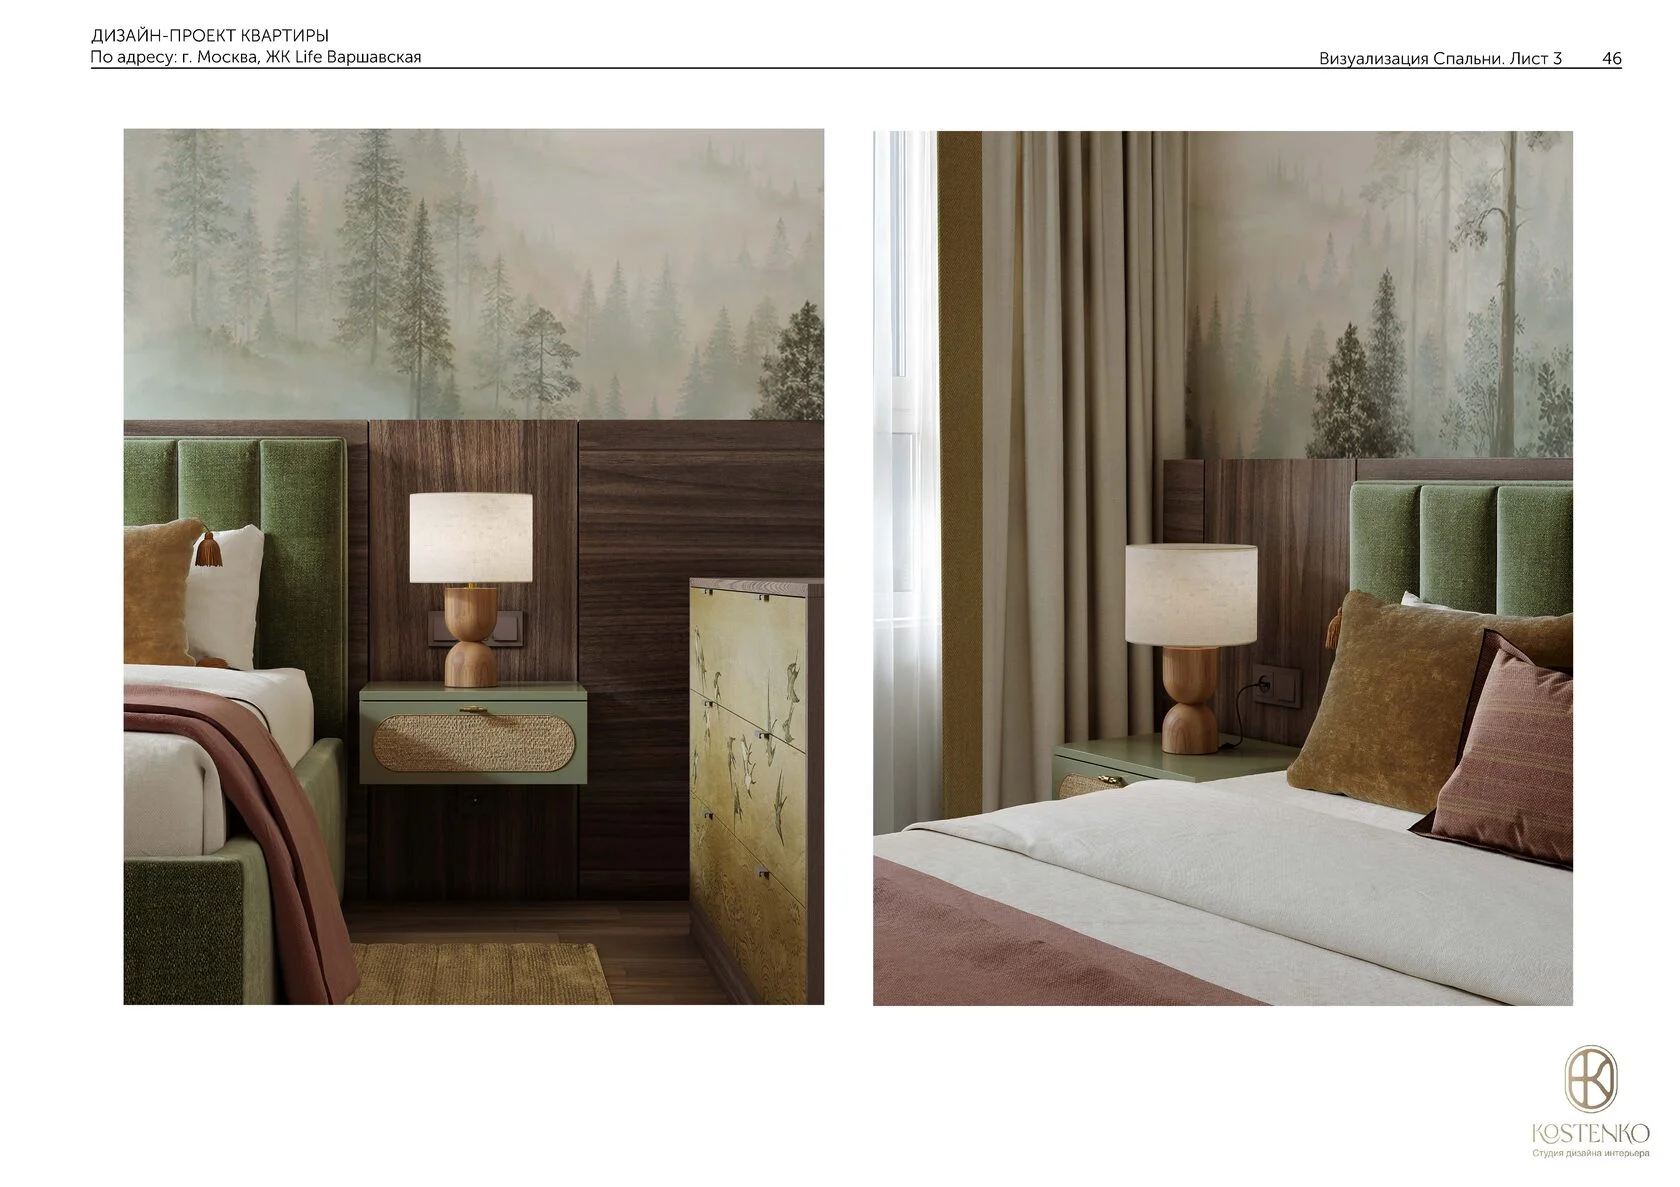 ДИЗАЙН-ПРОЕКТ КВАРТИРЫ
По адресу: г. Москва, ЖК Life Варшавская
Визуализация Спальни. Лист 3 46
KOSTENKO
Студия дизайна интерьера